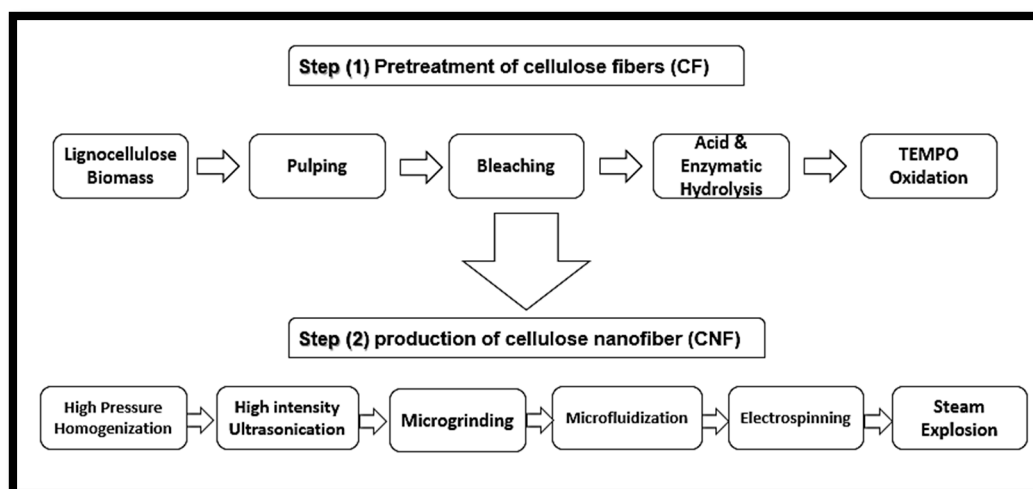 Step (1) Pretreatment of cellulose fibers (CF)
Lignocellulose
Biomass
Pulping
Bleaching
Acid &
Enzymatic
Hydrolysis
TEMPO
Oxidation
Step (2) production of cellulose nanofiber (CNF)
High Pressure
Homogenization
High intensity
Ultrasonication
Microgrinding
Microfluidization
Electrospinning
Steam
Explosion